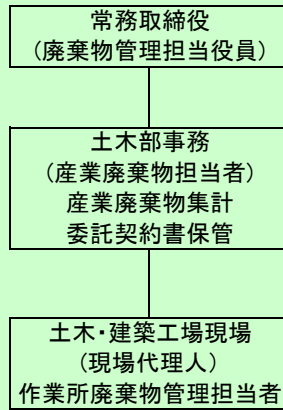 常務取締役
(廃棄物管理担当役員)
土木部事務
(産業廃棄物担当者)
産業廃棄物集計
委託契約書保管
土木・建築工場現場
(現場代理人)
作業所廃棄物管理担当者